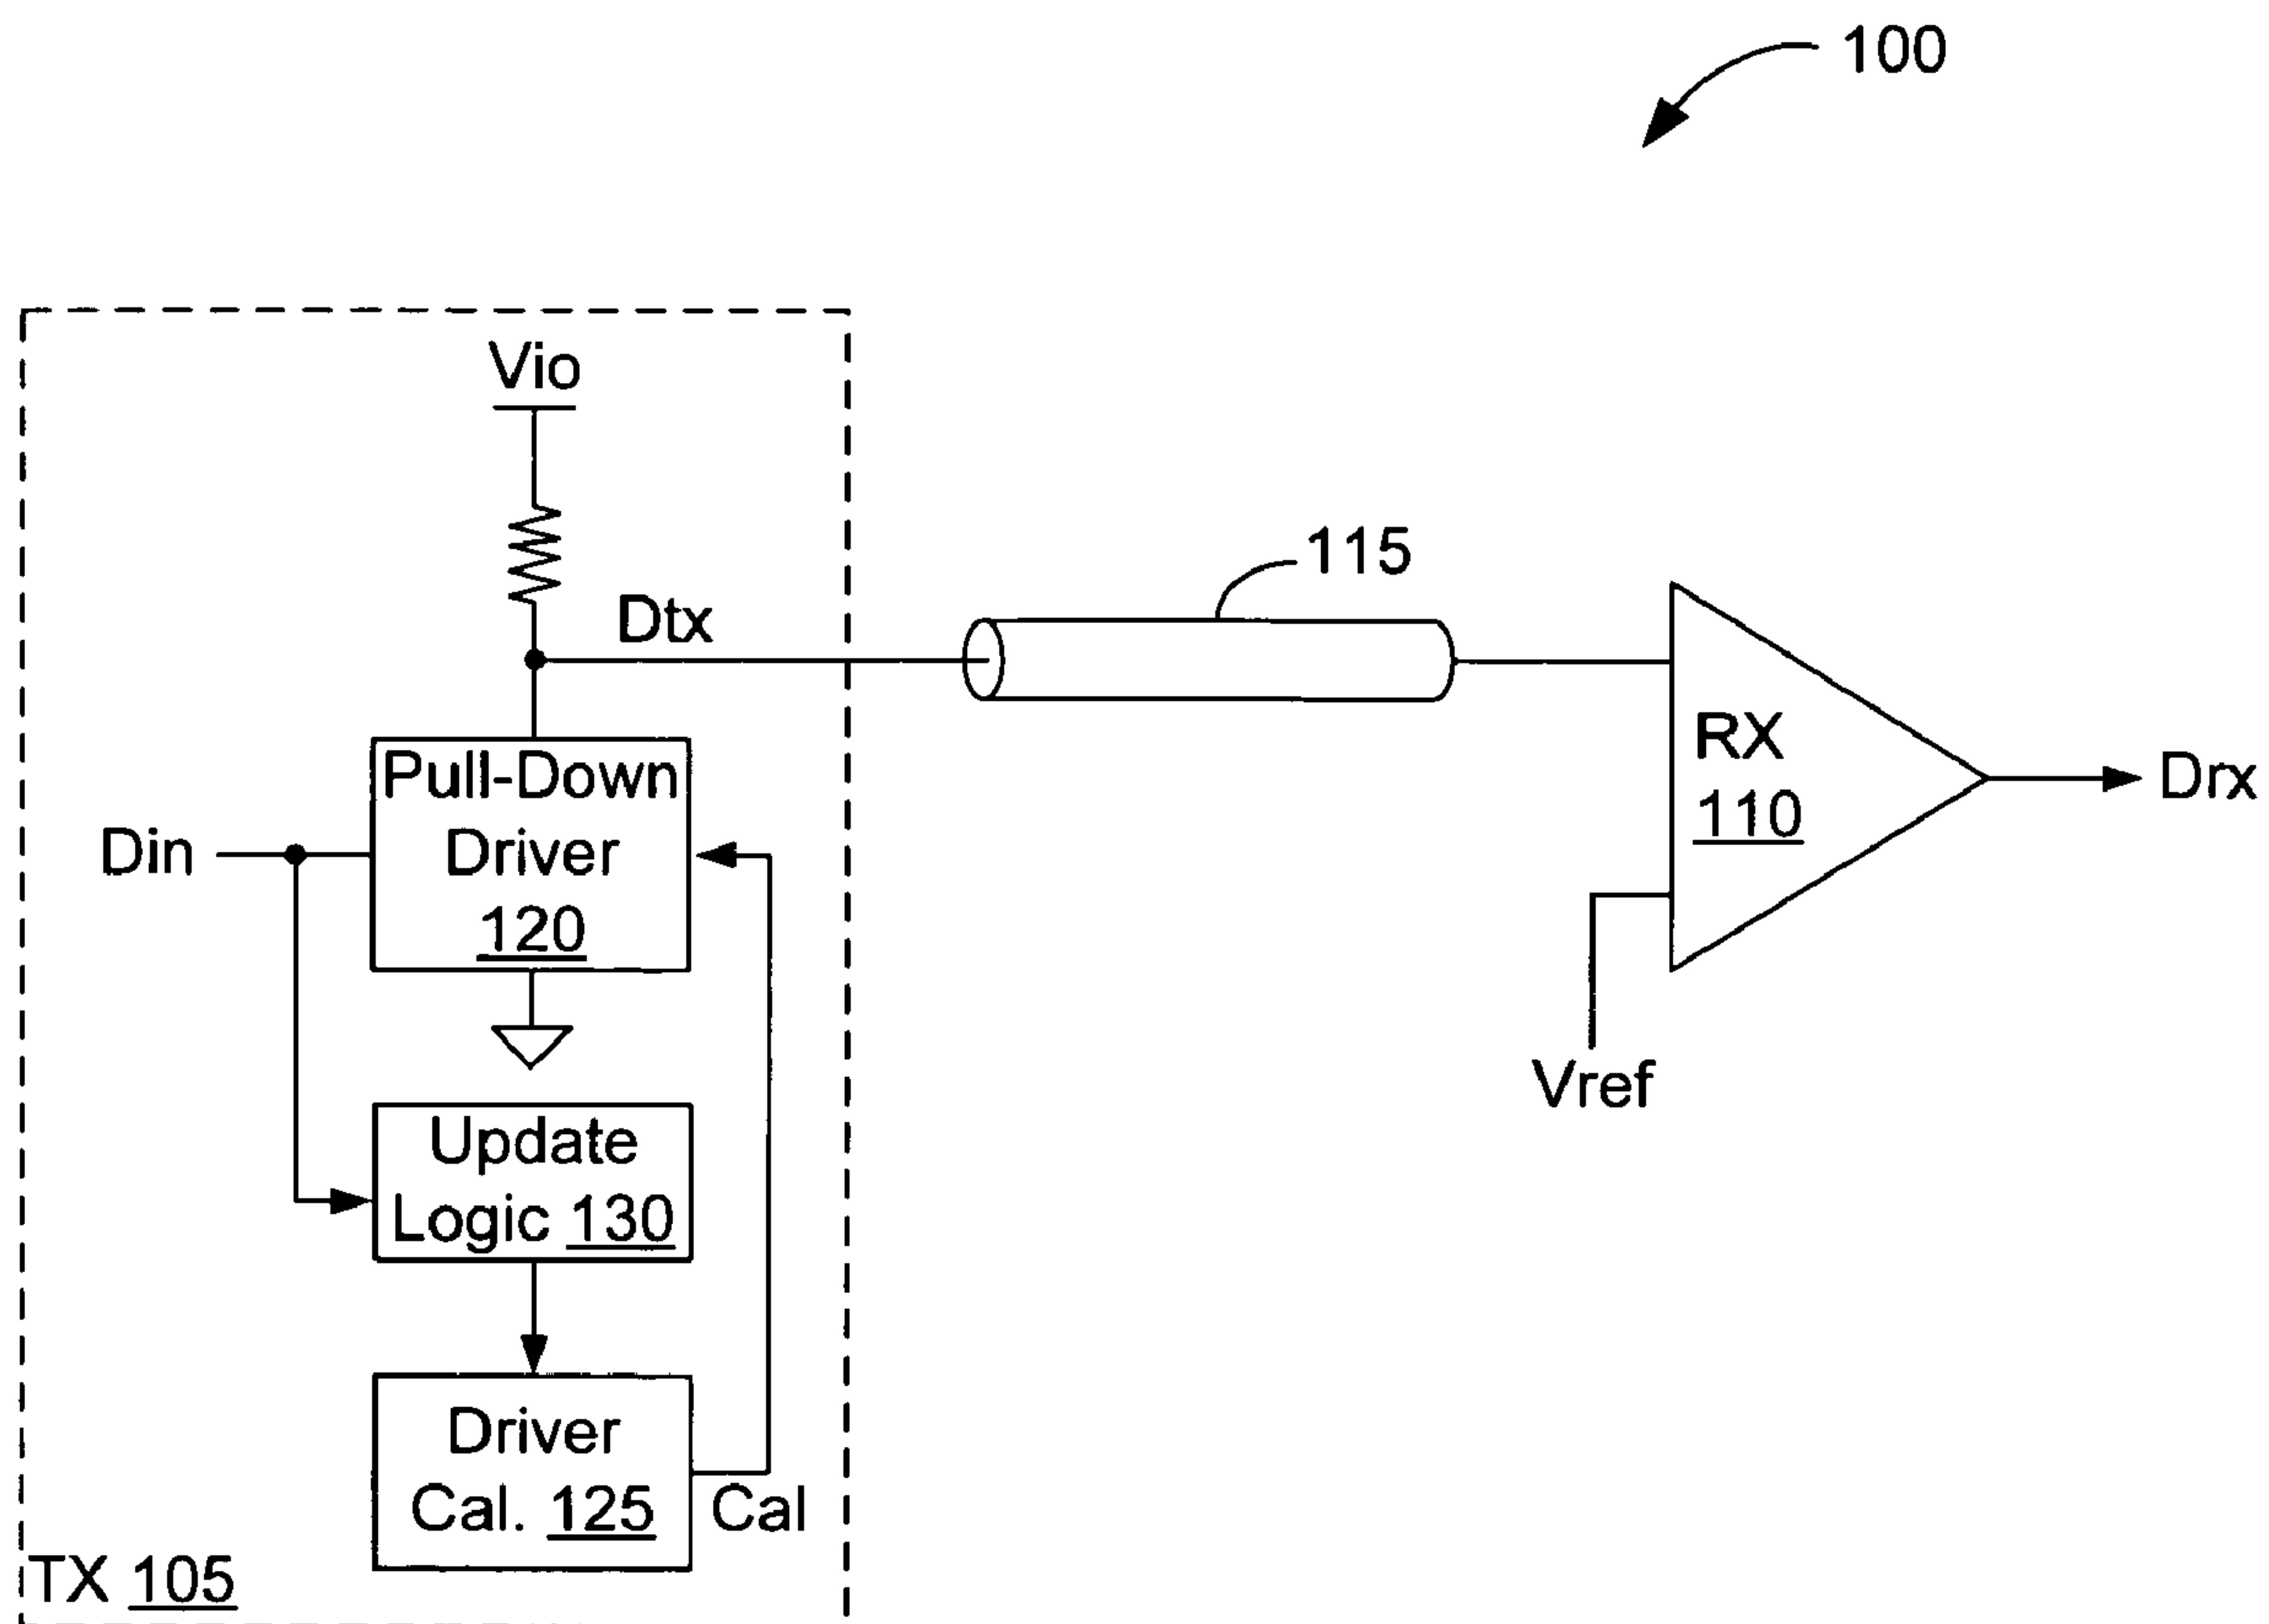 100
Vio
115
Dtx
RX
110
Drx
Pull-Down
Driver
120
Din
Vref
Update
Logic 130
Driver
Cal. 125
Cal
TX 105